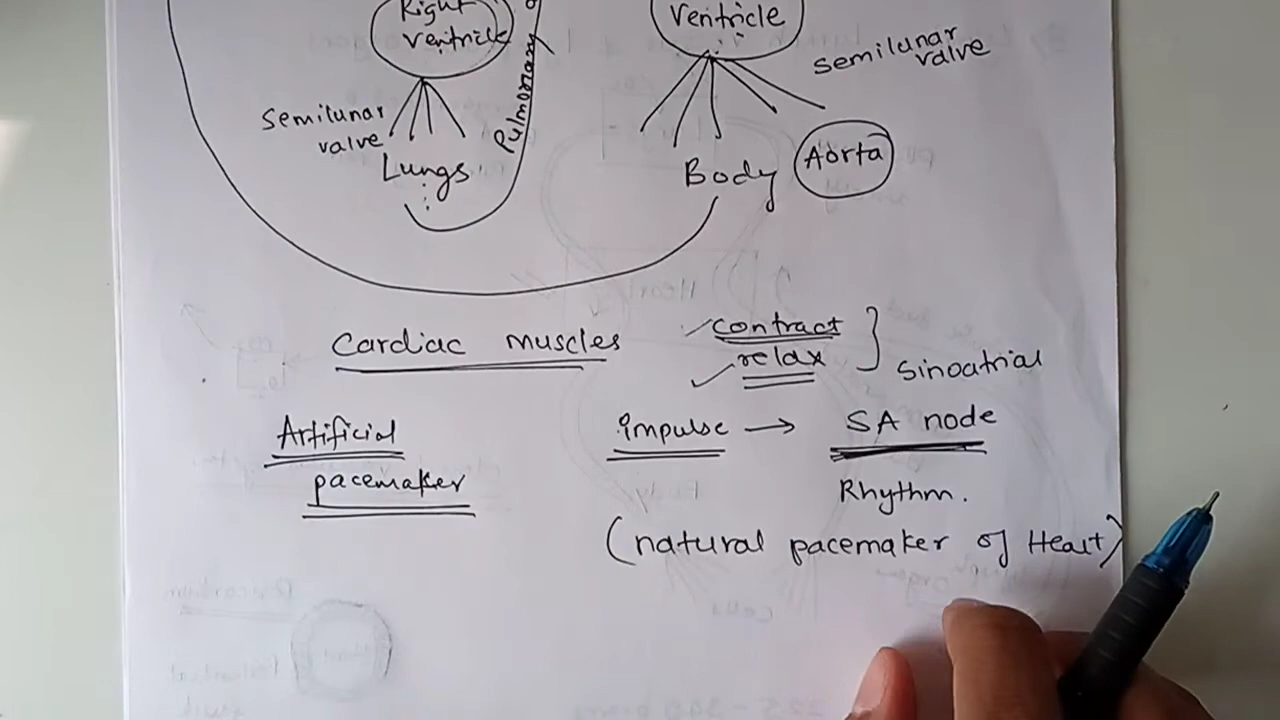 Right
ventricle
ventricle
semilunar
valve
semilunar
valve
Pulmonary
Lungs
Body
Aorta
Cardiac muscles
contract
relax
Sinoatrial
Artificial
pacemaker
impulse → SA node
Rhythm.
(natural pacemaker of Heart)